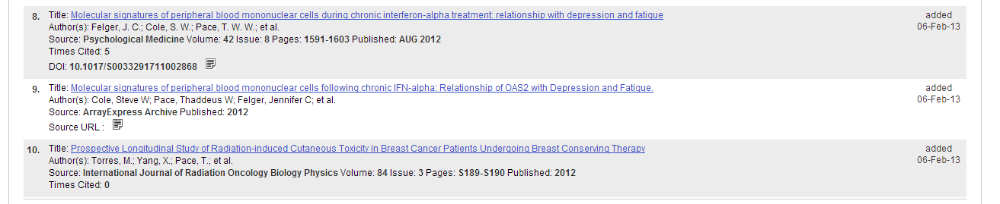 8. Title: Molecular signatures of peripheral blood mononuclear cells during chronic interferon-alpha treatment: relationship with depression and fatigue added
Author(s): Felger, J. C.; Cole, S. W.; Pace, T. W. W.; et al. 06-Feb-13
Source: Psychological Medicine Volume: 42 Issue: 8 Pages: 1591-1603 Published: AUG 2012
Times Cited: 5
DOI: 10.1017/S0033291711002868
9. Title: Molecular signatures of peripheral blood mononuclear cells following chronic IFN-alpha: Relationship of OAS2 with Depression and Fatigue. added
Author(s): Cole, Steve W; Pace, Thaddeus W; Felger, Jennifer C; et al. 06-Feb-13
Source: ArrayExpress Archive Published: 2012
Source URL :
10. Title: Prospective Longitudinal Study of Radiation-induced Cutaneous Toxicity in Breast Cancer Patients Undergoing Breast Conserving Therapy added
Author(s): Torres, M.; Yang, X.; Pace, T.; et al. 06-Feb-13
Source: International Journal of Radiation Oncology Biology Physics Volume: 84 Issue: 3 Pages: S189-S190 Published: 2012
Times Cited: 0